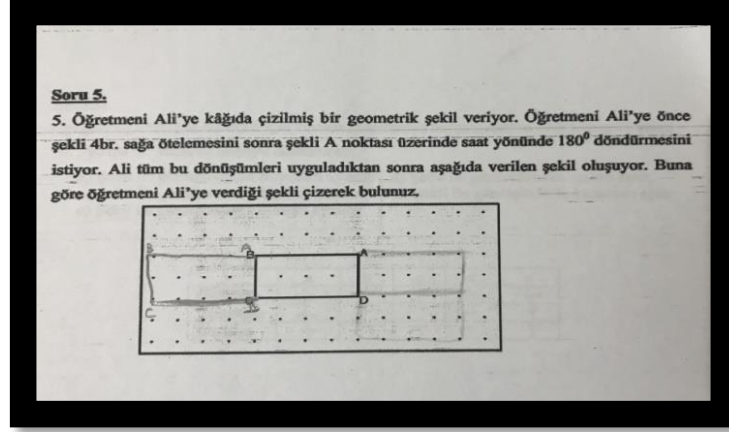 Soru 5.
5. Öğretmeni Ali'ye kâğıda çizilmiş bir geometrik şekil veriyor. Öğretmeni Ali'ye önce
şekli 4br. sağa ötelemesini sonra şekli A noktası üzerinde saat yönünde 180⁰ döndürmesini
istiyor. Ali tüm bu dönüşümleri uyguladıktan sonra aşağıda verilen şekil oluşuyor. Buna
göre öğretmeni Ali'ye verdiği şekli çizerek bulunuz.
B A B A
C D